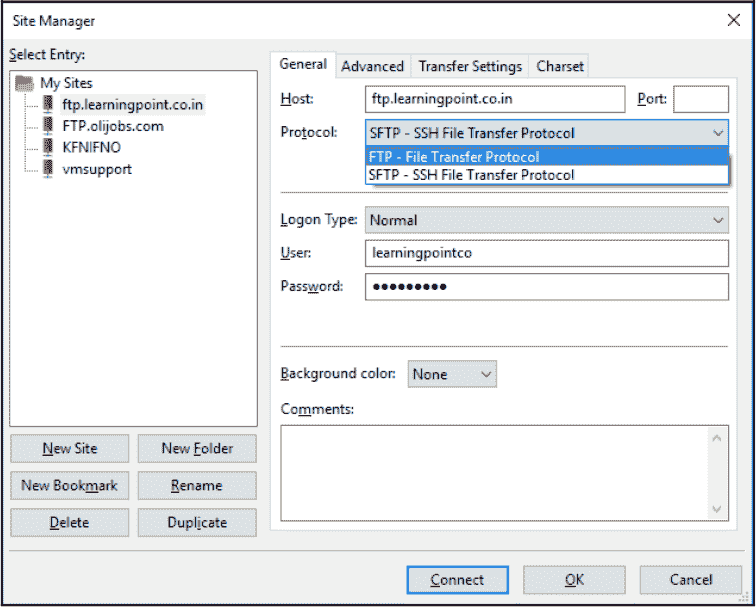 Site Manager
Select Entry:
My Sites
ftp.learningpoint.co.in
FTP.olijobs.com
KFNIFNO
vmsupport
New Site
New Folder
New Bookmark
Rename
Delete
Duplicate
General
Advanced
Transfer Settings
Charset
Host:
ftp.learningpoint.co.in
Port:
Protocol:
SFTP - SSH File Transfer Protocol
FTP - File Transfer Protocol
SFTP - SSH File Transfer Protocol
Logon Type:
Normal
User:
learningpointco
Password:
●●●●●●●●●
Background color:
None
Comments:
Connect
OK
Cancel